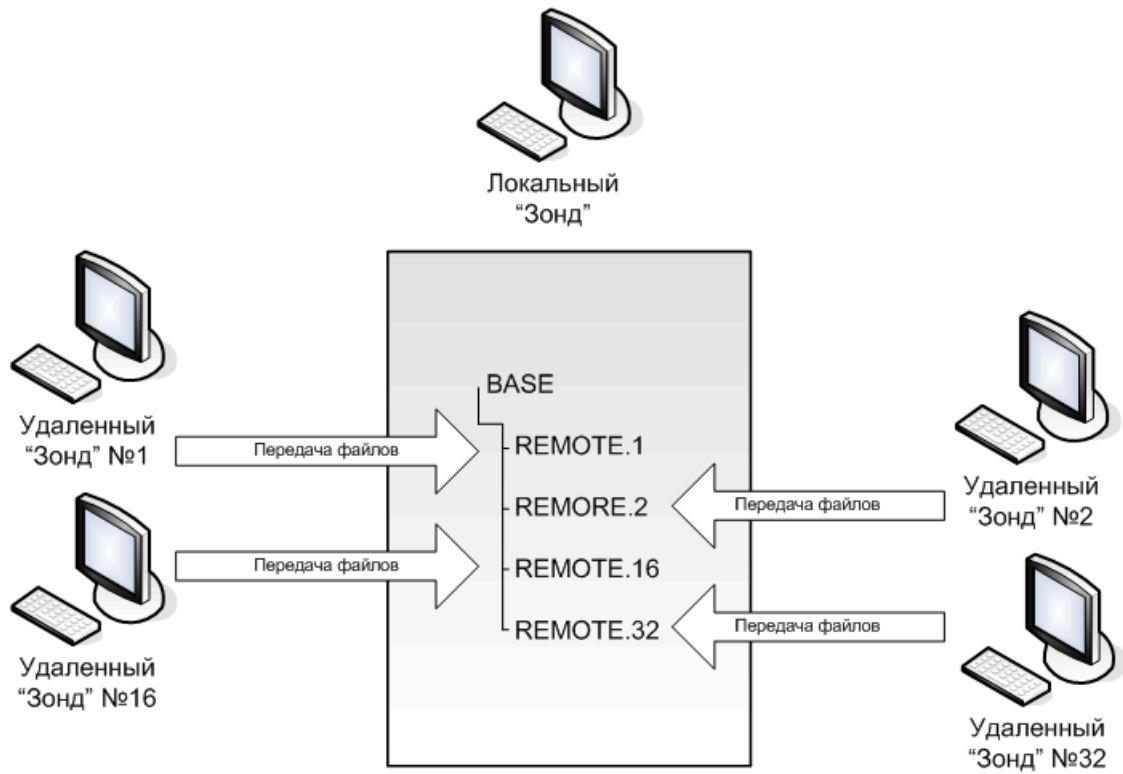 Локальный
“Зонд”
BASE
Удаленный
“Зонд” №1
Передача файлов
REMOTE.1
REMORE.2
Передача файлов
Удаленный
“Зонд” №2
Передача файлов
REMOTE.16
REMOTE.32
Передача файлов
Удаленный
“Зонд” №16
Удаленный
“Зонд” №32